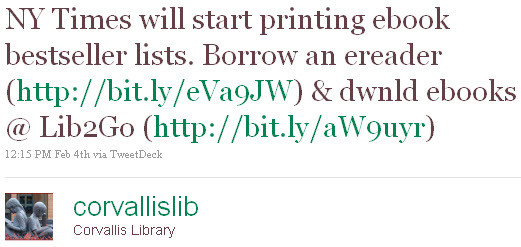 NY Times will start printing ebook
bestseller lists. Borrow an ereader
(http://bit.ly/eVa9JW) & dwnld ebooks
@ Lib2Go (http://bit.ly/aW9uyr)
12:15 PM Feb 4th via TweetDeck
corvallislib
Corvallis Library